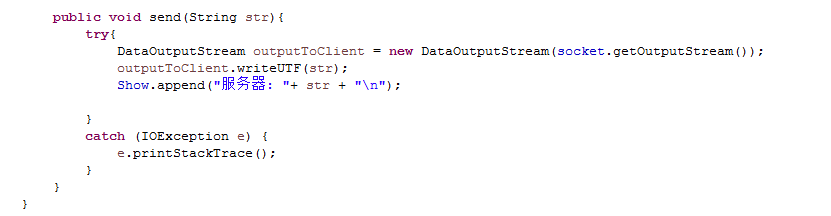 public void send(String str){
try{
DataOutputStream outputToClient = new DataOutputStream(socket.getOutputStream());
outputToClient.writeUTF(str);
Show.append("服务器: "+ str + "\n");
}
catch (IOException e) {
e.printStackTrace();
}
}
}